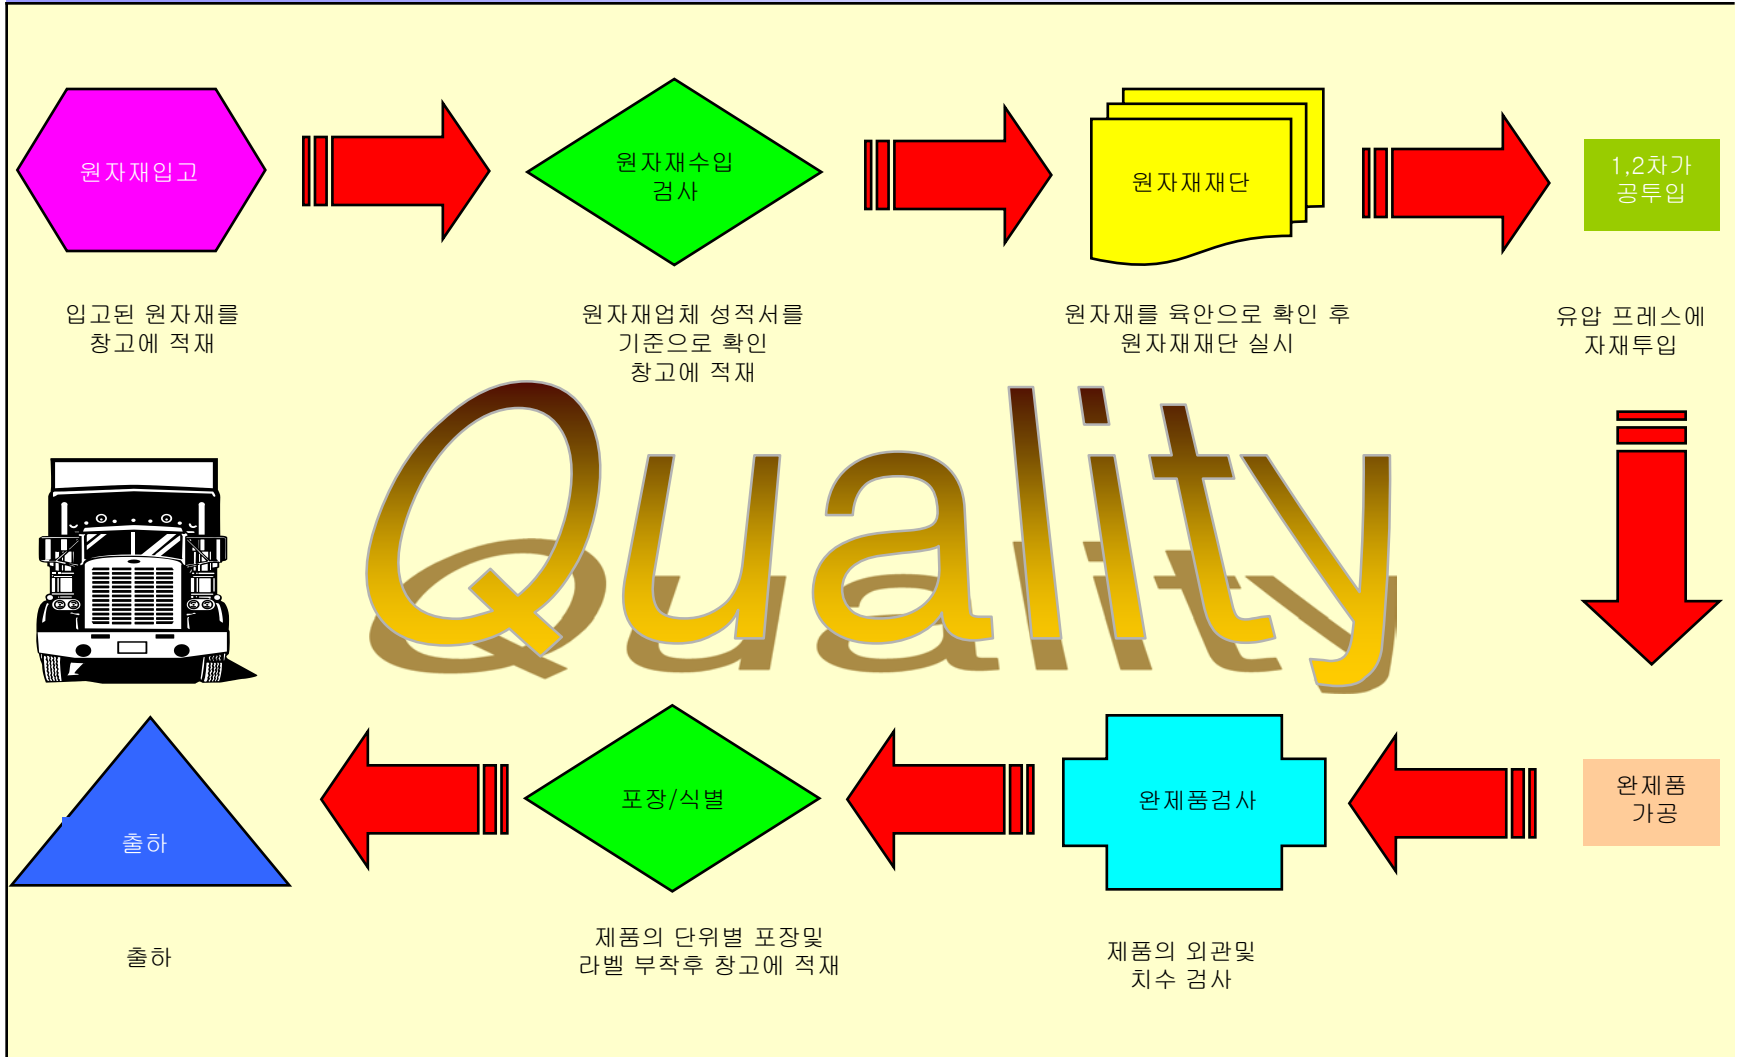 원자재입고
원자재수입
검사
원자재재단
1,2차가
공투입
입고된 원자재를
창고에 적재
원자재업체 성적서를
기준으로 확인
창고에 적재
원자재를 육안으로 확인 후
원자재재단 실시
유압 프레스에
자재투입
Quality
출하
포장/식별
완제품검사
완제품
가공
출하
제품의 단위별 포장및
라벨 부착후 창고에 적재
제품의 외관및
치수 검사